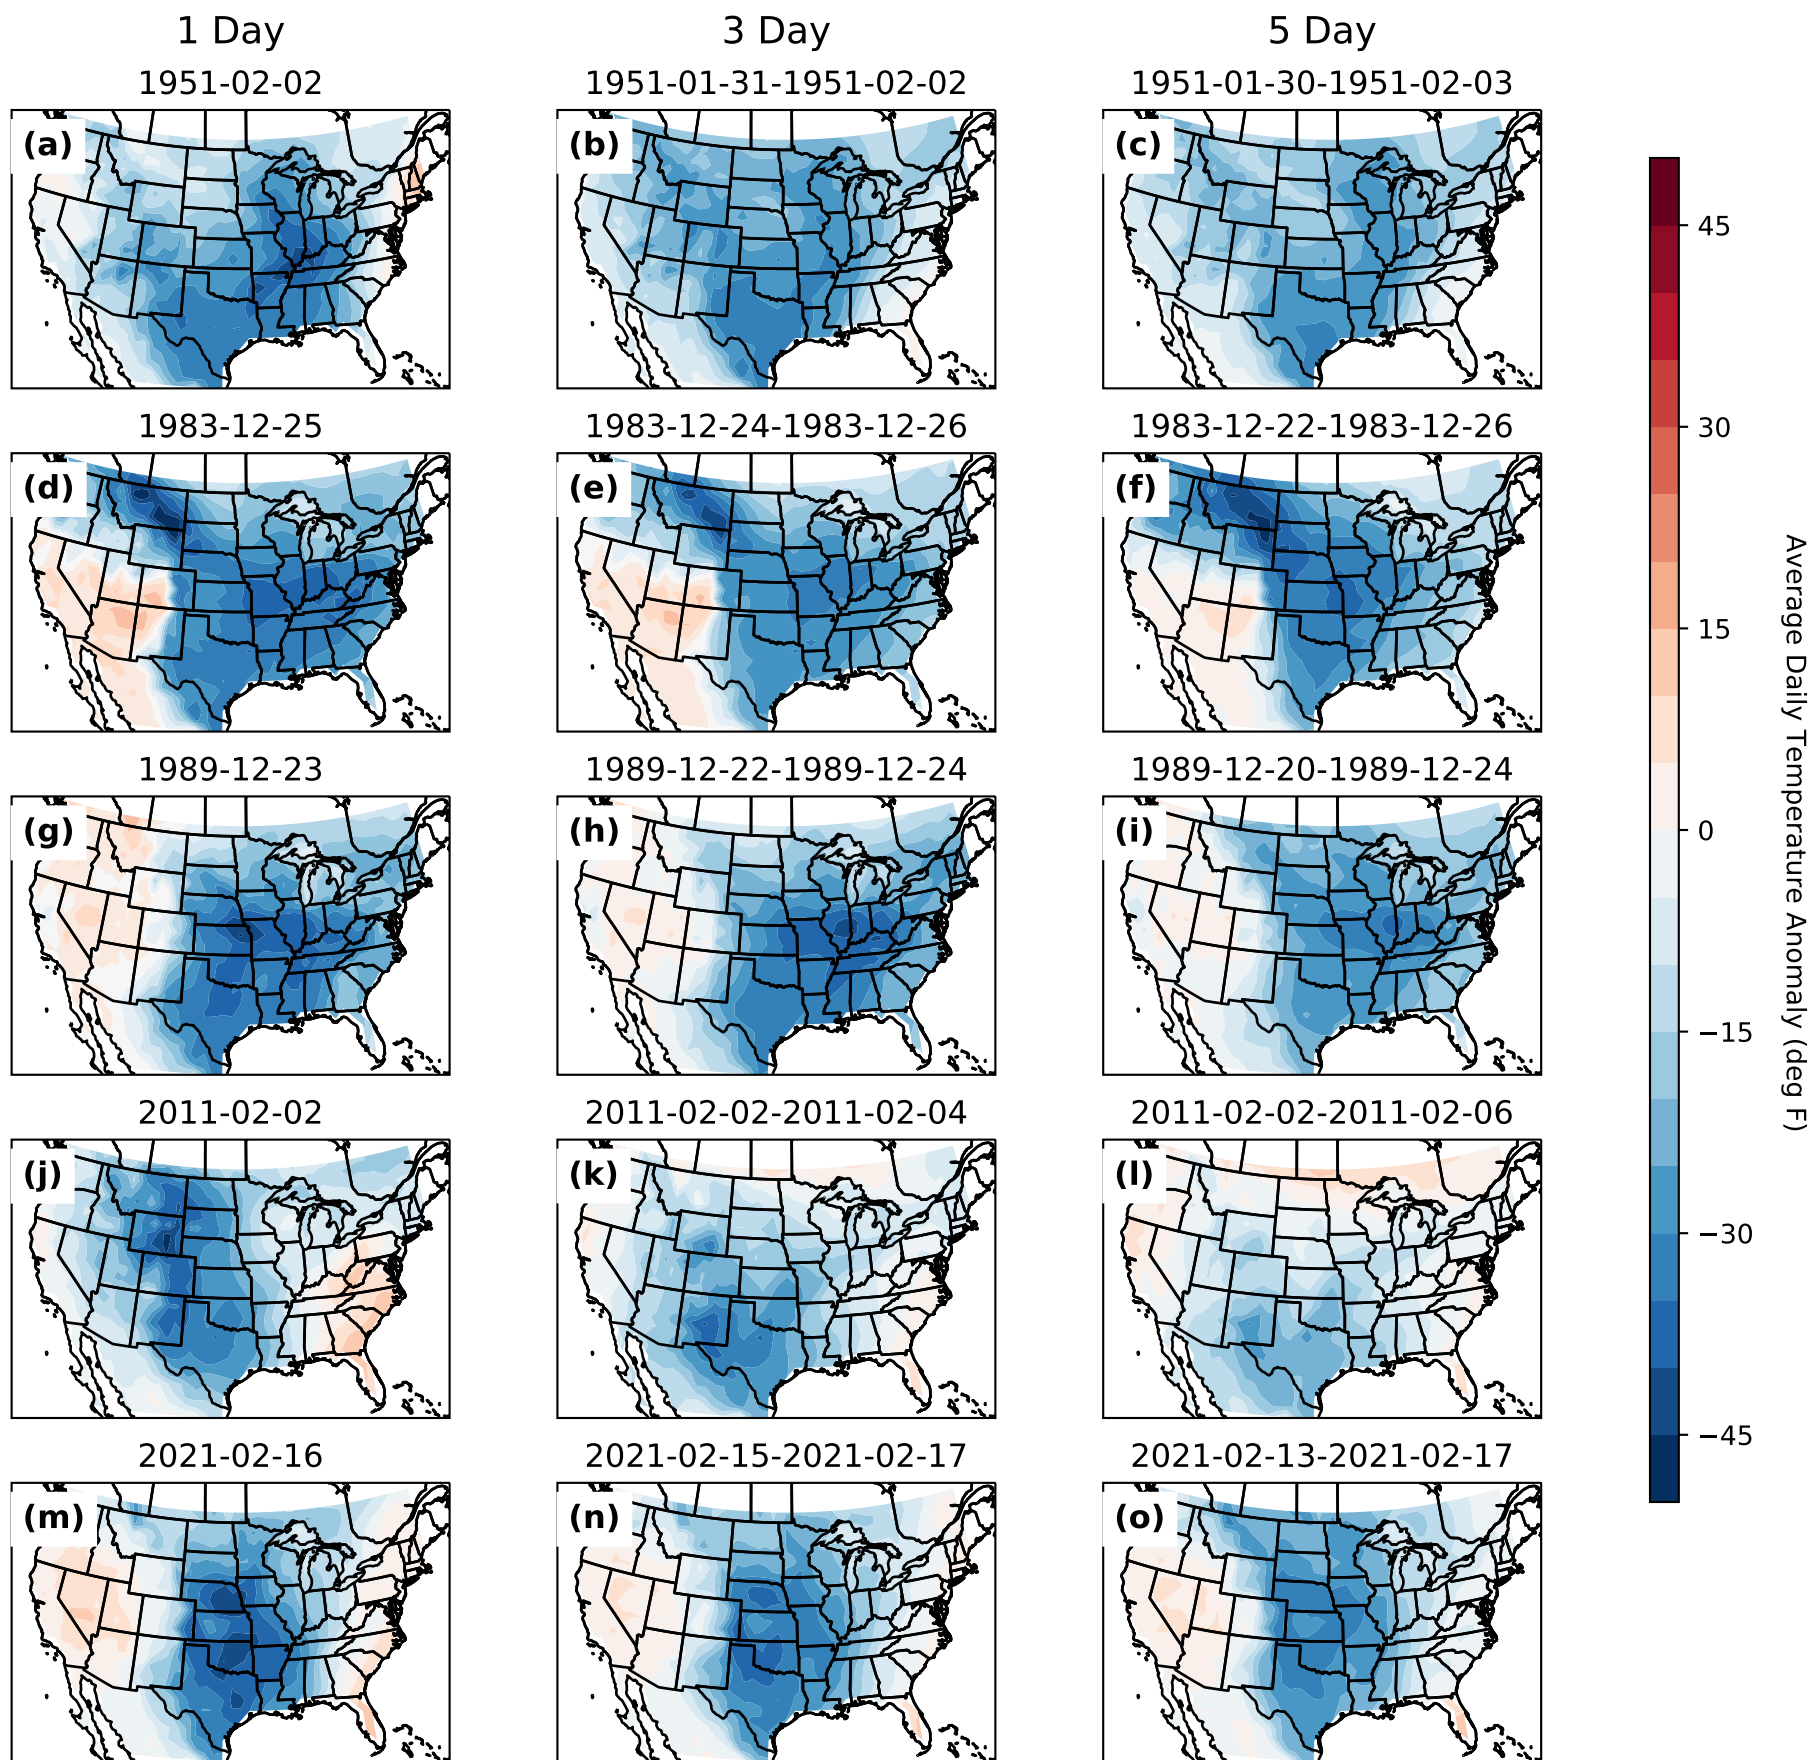 1 Day
3 Day
5 Day
1951-02-02
1951-01-31-1951-02-02
1951-01-30-1951-02-03
(a)
(b)
(c)
1983-12-25
1983-12-24-1983-12-26
1983-12-22-1983-12-26
(d)
(e)
(f)
1989-12-23
1989-12-22-1989-12-24
1989-12-20-1989-12-24
(g)
(h)
(i)
2011-02-02
2011-02-02-2011-02-04
2011-02-02-2011-02-06
(j)
(k)
(l)
2021-02-16
2021-02-15-2021-02-17
2021-02-13-2021-02-17
(m)
(n)
(o)
45
30
15
0
−15
−30
−45
Average Daily Temperature Anomaly (deg F)